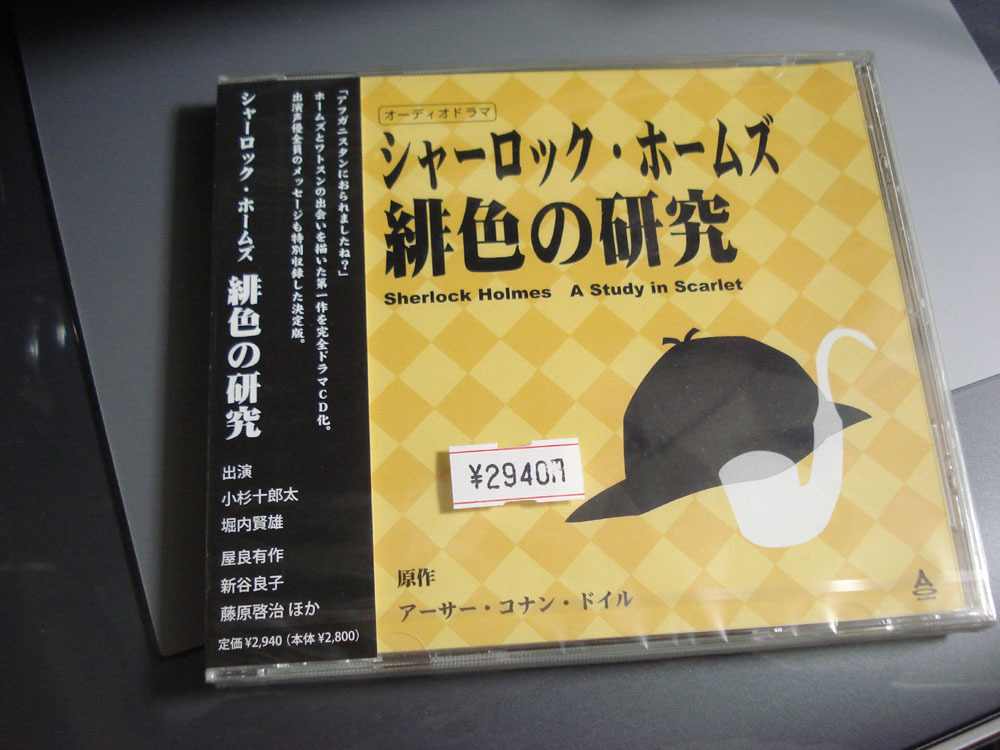 「アフガニスタンにおられましたね?」
ホームズとワトスンの出会いを描いた第一作を完全ドラマCD化。
出演声優全員のメッセージも特別収録した決定版。
シャーロック・ホームズ 緋色の研究
出演
小杉十郎太
堀内賢雄
屋良有作
新谷良子
藤原啓治 ほか
定価¥2,940(本体¥2,800)
オーディオドラマ
シャーロック・ホームズ
緋色の研究
Sherlock Holmes A Study in Scarlet
¥2940円
原作
アーサー・コナン・ドイル